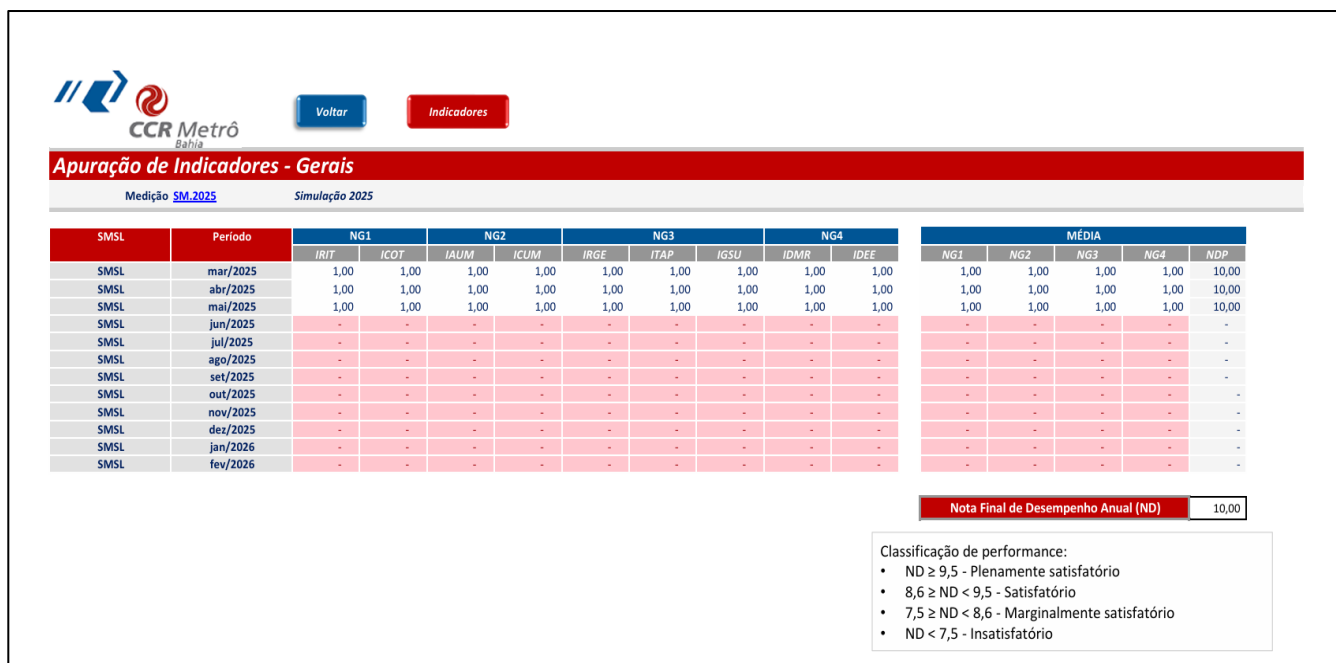 CCR Metrô
Bahia
Voltar
Indicadores
Apuração de Indicadores - Gerais
Medição SM.2025 Simulação 2025
SMSL Período NG1 NG2 NG3 NG4 MÉDIA
IRIT ICOT IAUM ICUM IRGE ITAP IGSU IDMR IDEE NG1 NG2 NG3 NG4 NDP
SMSL mar/2025 1,00 1,00 1,00 1,00 1,00 1,00 1,00 1,00 1,00 1,00 1,00 1,00 1,00 10,00
SMSL abr/2025 1,00 1,00 1,00 1,00 1,00 1,00 1,00 1,00 1,00 1,00 1,00 1,00 1,00 10,00
SMSL mai/2025 1,00 1,00 1,00 1,00 1,00 1,00 1,00 1,00 1,00 1,00 1,00 1,00 1,00 10,00
SMSL jun/2025 - - - - - - - - - - - - - -
SMSL jul/2025 - - - - - - - - - - - - - -
SMSL ago/2025 - - - - - - - - - - - - - -
SMSL set/2025 - - - - - - - - - - - - - -
SMSL out/2025 - - - - - - - - - - - - - -
SMSL nov/2025 - - - - - - - - - - - - - -
SMSL dez/2025 - - - - - - - - - - - - - -
SMSL jan/2026 - - - - - - - - - - - - - -
SMSL fev/2026 - - - - - - - - - - - - - -
Nota Final de Desempenho Anual (ND) 10,00
Classificação de performance:
• ND ≥ 9,5 - Plenamente satisfatório
• 8,6 ≥ ND < 9,5 - Satisfatório
• 7,5 ≥ ND < 8,6 - Marginalmente satisfatório
• ND < 7,5 - Insatisfatório